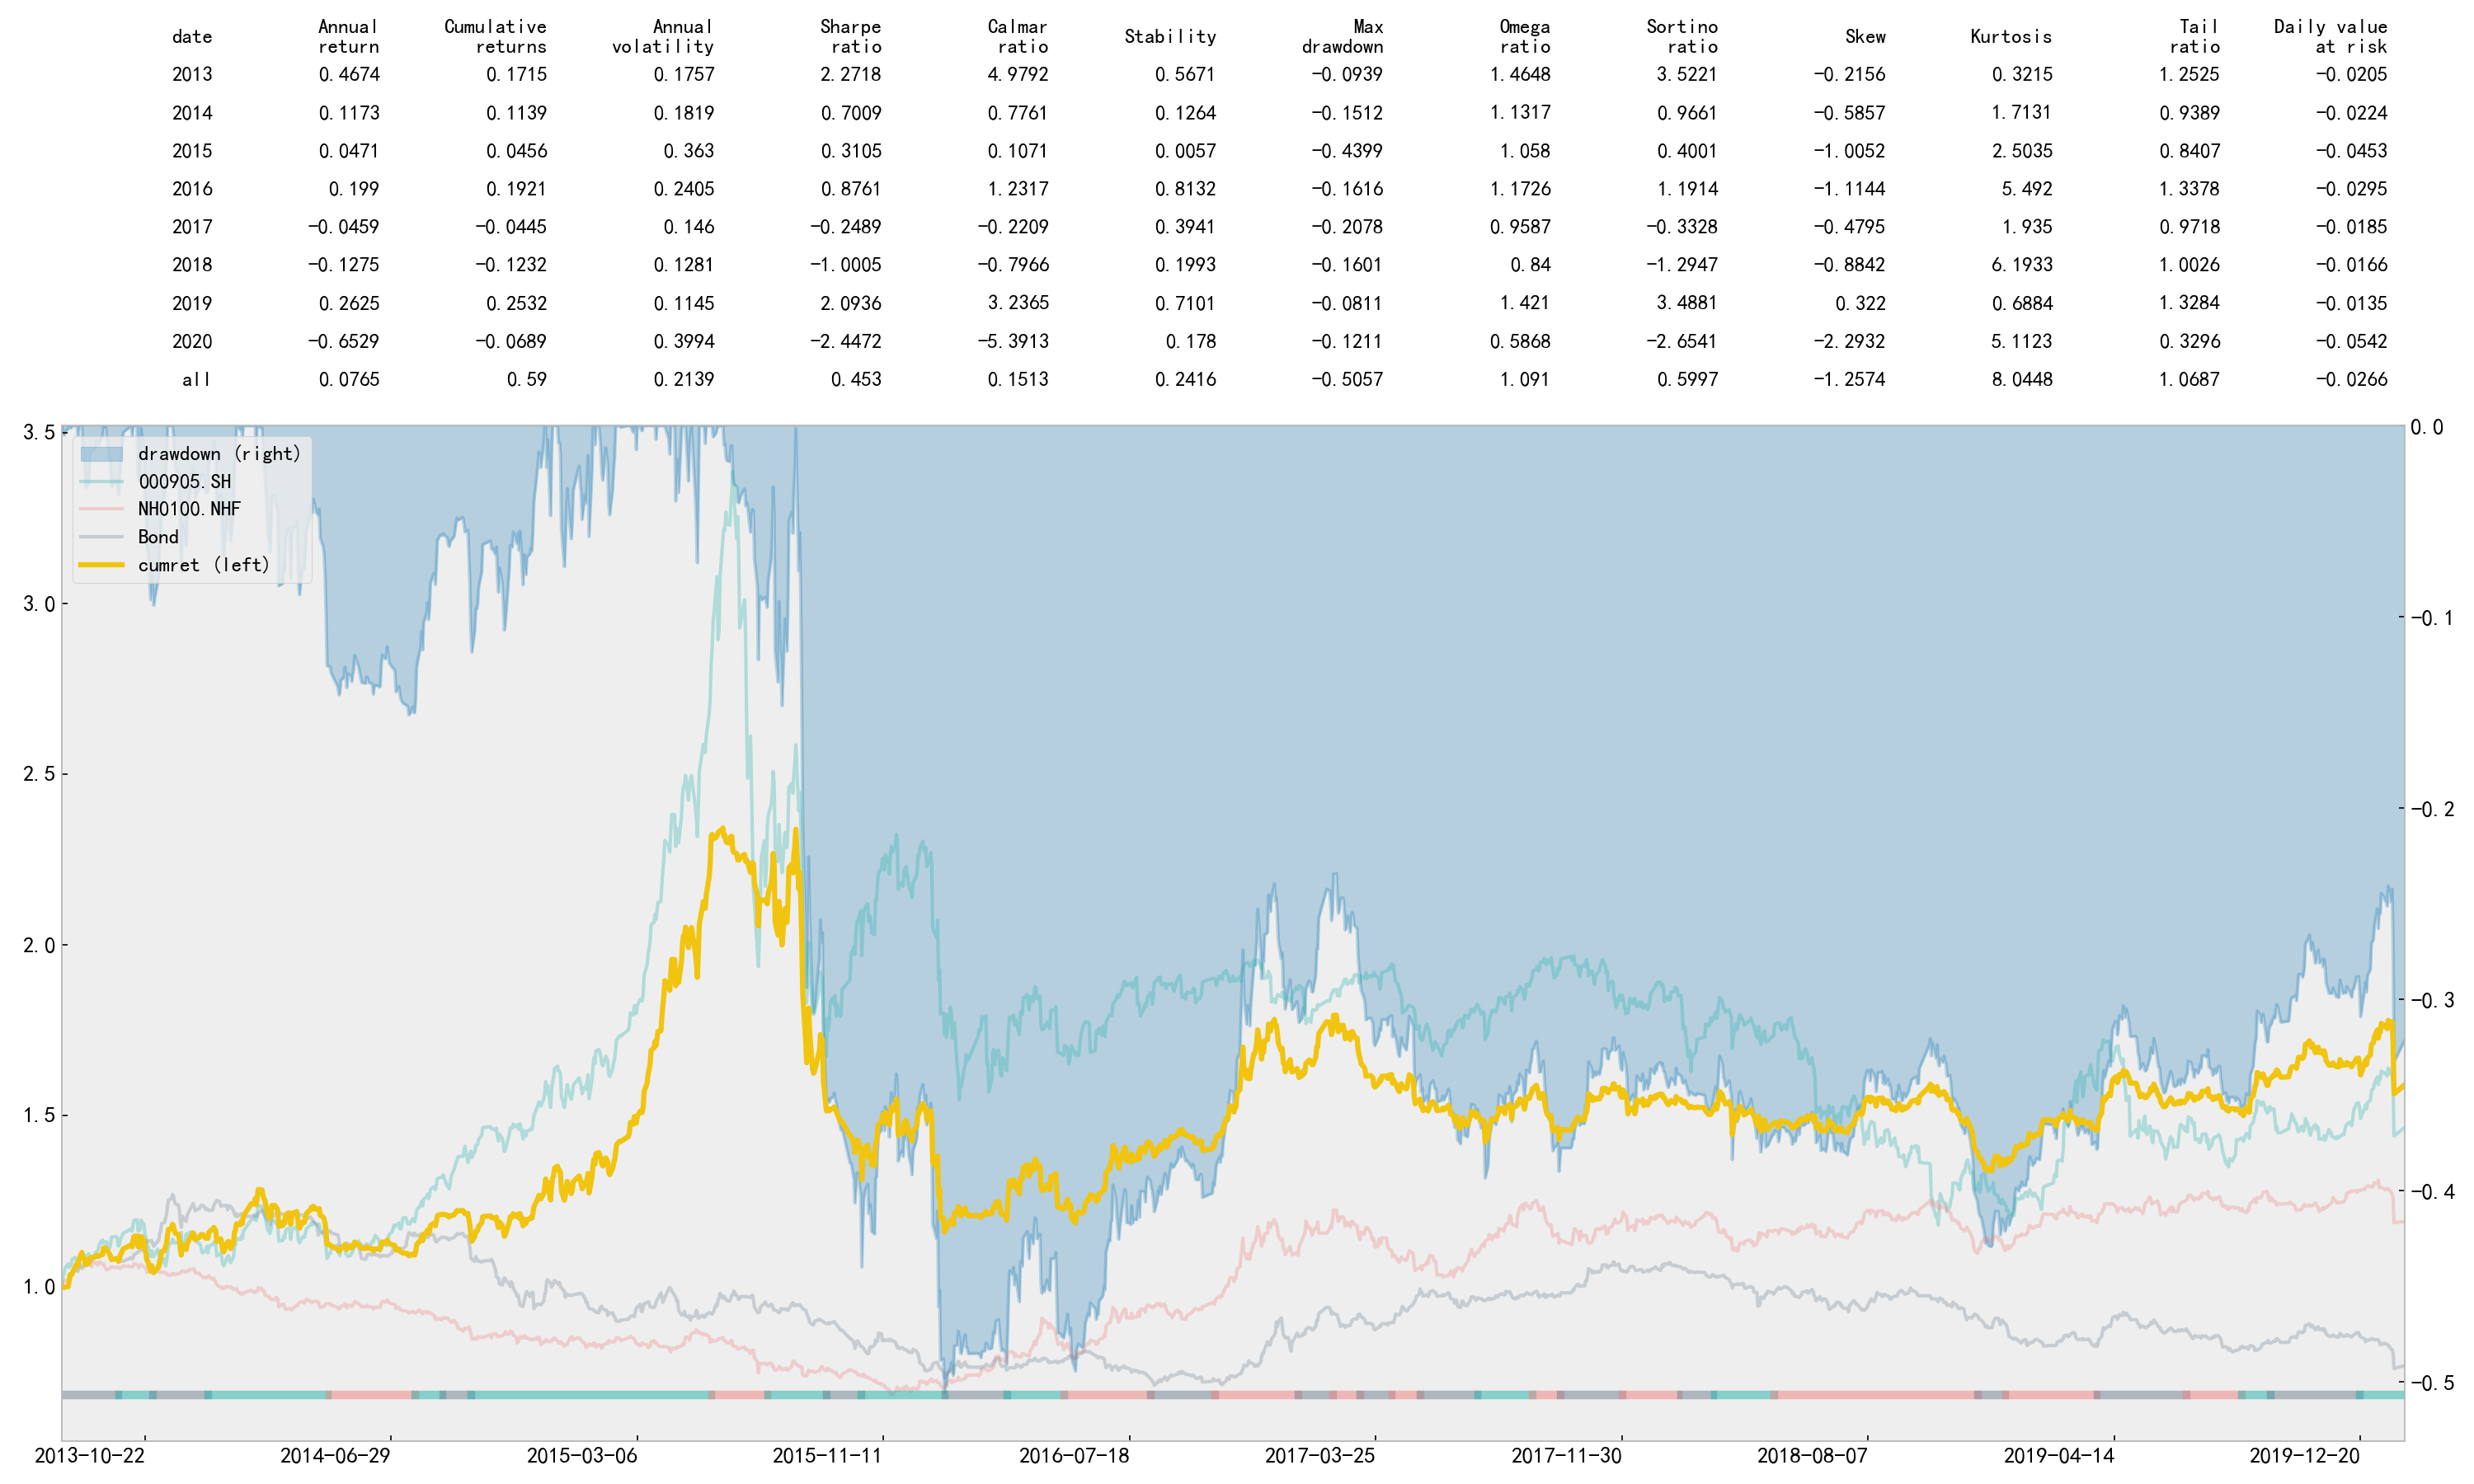 date Annual return Cumulative returns Annual volatility Sharpe ratio Calmar ratio Stability Max drawdown Omega ratio Sortino ratio Skew Kurtosis Tail ratio Daily value at risk
2013 0.4674 0.1715 0.1757 2.2718 4.9792 0.5671 −0.0939 1.4648 3.5221 −0.2156 0.3215 1.2525 −0.0205
2014 0.1173 0.1139 0.1819 0.7009 0.7761 0.1264 −0.1512 1.1317 0.9661 −0.5857 1.7131 0.9389 −0.0224
2015 0.0471 0.0456 0.363 0.3105 0.1071 0.0057 −0.4399 1.058 0.4001 −1.0052 2.5035 0.8407 −0.0453
2016 0.199 0.1921 0.2405 0.8761 1.2317 0.8132 −0.1616 1.1726 1.1914 −1.1144 5.492 1.3378 −0.0295
2017 −0.0459 −0.0445 0.146 −0.2489 −0.2209 0.3941 −0.2078 0.9587 −0.3328 −0.4795 1.935 0.9718 −0.0185
2018 −0.1275 −0.1232 0.1281 −1.0005 −0.7966 0.1993 −0.1601 0.84 −1.2947 −0.8842 6.1933 1.0026 −0.0166
2019 0.2625 0.2532 0.1145 2.0936 3.2365 0.7101 −0.0811 1.421 3.4881 0.322 0.6884 1.3284 −0.0135
2020 −0.6529 −0.0689 0.3994 −2.4472 −5.3913 0.178 −0.1211 0.5868 −2.6541 −2.2932 5.1123 0.3296 −0.0542
all 0.0765 0.59 0.2139 0.453 0.1513 0.2416 −0.5057 1.091 0.5997 −1.2574 8.0448 1.0687 −0.0266
3.5
3.0
2.5
2.0
1.5
1.0
drawdown (right)
000905.SH
NH0100.NHF
Bond
cumret (left)
0.0
−0.1
−0.2
−0.3
−0.4
−0.5
2013-10-22 2014-06-29 2015-03-06 2015-11-11 2016-07-18 2017-03-25 2017-11-30 2018-08-07 2019-04-14 2019-12-20